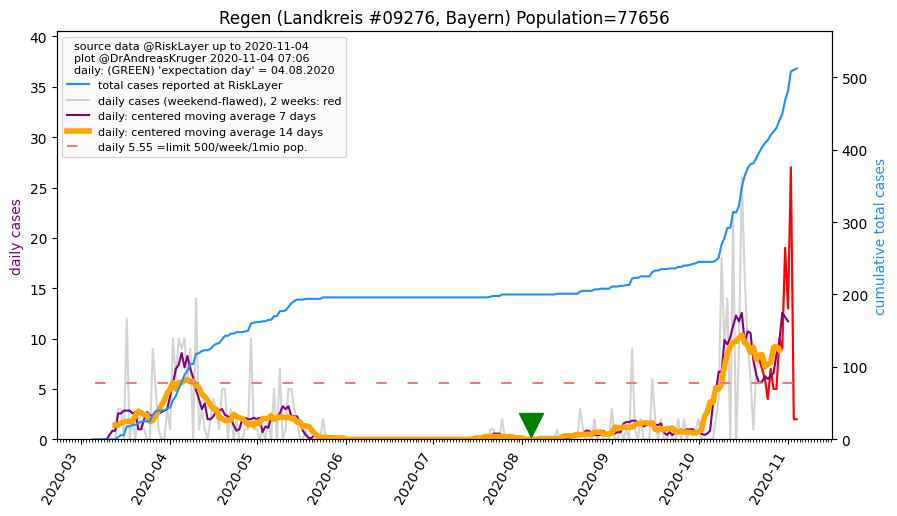 Regen (Landkreis #09276, Bayern) Population=77656
source data @RiskLayer up to 2020-11-04
plot @DrAndreasKruger 2020-11-04 07:06
daily: (GREEN) 'expectation day' = 04.08.2020
total cases reported at RiskLayer
daily cases (weekend-flawed), 2 weeks: red
daily: centered moving average 7 days
daily: centered moving average 14 days
daily 5.55 =limit 500/week/1mio pop.
daily cases
40
35
30
25
20
15
10
5
0
cumulative total cases
500
400
300
200
100
0
2020-03
2020-04
2020-05
2020-06
2020-07
2020-08
2020-09
2020-10
2020-11